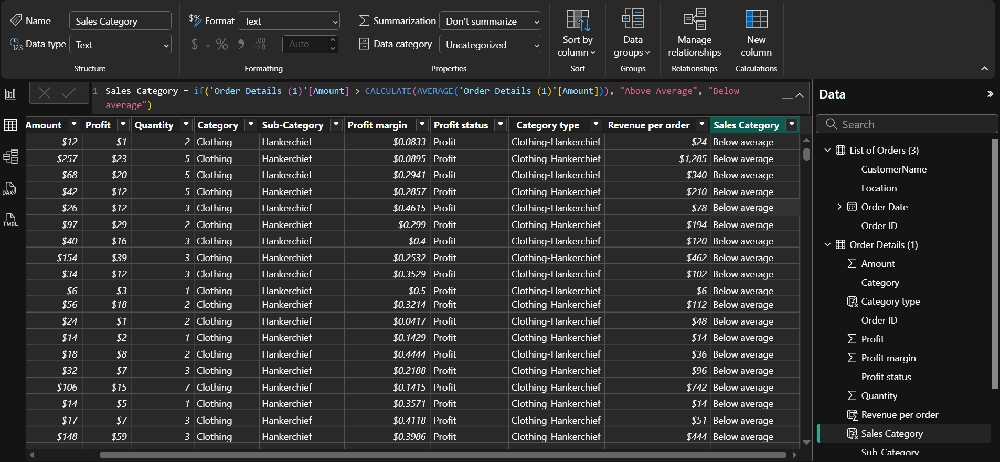 Name
Sales Category
Data type
Text
Structure
$%
Format
Text
$ % 9 .00 →.0
Auto
Formatting
Summarization
Don't summarize
Data category
Uncategorized
Properties
Sort by
column
Sort
Data
groups
Groups
Manage
relationships
Relationships
New
column
Calculations
1 Sales Category = if('Order Details (1)'[Amount] > CALCULATE(AVERAGE('Order Details (1)'[Amount])), "Above Average", "Below
average")
DAX
TMDL
Amount Profit Quantity Category Sub-Category Profit margin Profit status Category type Revenue per order Sales Category
$12 $1 2 Clothing Hankerchief $0.0833 Profit Clothing-Hankerchief $24 Below average
$257 $23 5 Clothing Hankerchief $0.0895 Profit Clothing-Hankerchief $1,285 Below average
$68 $20 5 Clothing Hankerchief $0.2941 Profit Clothing-Hankerchief $340 Below average
$42 $12 5 Clothing Hankerchief $0.2857 Profit Clothing-Hankerchief $210 Below average
$26 $12 3 Clothing Hankerchief $0.4615 Profit Clothing-Hankerchief $78 Below average
$97 $29 2 Clothing Hankerchief $0.299 Profit Clothing-Hankerchief $194 Below average
$40 $16 3 Clothing Hankerchief $0.4 Profit Clothing-Hankerchief $120 Below average
$154 $39 3 Clothing Hankerchief $0.2532 Profit Clothing-Hankerchief $462 Below average
$34 $12 3 Clothing Hankerchief $0.3529 Profit Clothing-Hankerchief $102 Below average
$6 $3 1 Clothing Hankerchief $0.5 Profit Clothing-Hankerchief $6 Below average
$56 $18 2 Clothing Hankerchief $0.3214 Profit Clothing-Hankerchief $112 Below average
$24 $1 2 Clothing Hankerchief $0.0417 Profit Clothing-Hankerchief $48 Below average
$14 $2 1 Clothing Hankerchief $0.1429 Profit Clothing-Hankerchief $14 Below average
$18 $8 2 Clothing Hankerchief $0.4444 Profit Clothing-Hankerchief $36 Below average
$32 $7 3 Clothing Hankerchief $0.2188 Profit Clothing-Hankerchief $96 Below average
$106 $15 7 Clothing Hankerchief $0.1415 Profit Clothing-Hankerchief $742 Below average
$14 $5 1 Clothing Hankerchief $0.3571 Profit Clothing-Hankerchief $14 Below average
$17 $7 3 Clothing Hankerchief $0.4118 Profit Clothing-Hankerchief $51 Below average
$148 $59 3 Clothing Hankerchief $0.3986 Profit Clothing-Hankerchief $444 Below average
Data
Search
List of Orders (3)
CustomerName
Location
Order Date
Order ID
Order Details (1)
Amount
Category
Category type
Order ID
Profit
Profit margin
Profit status
Quantity
Revenue per order
Sales Category
Sub-Category